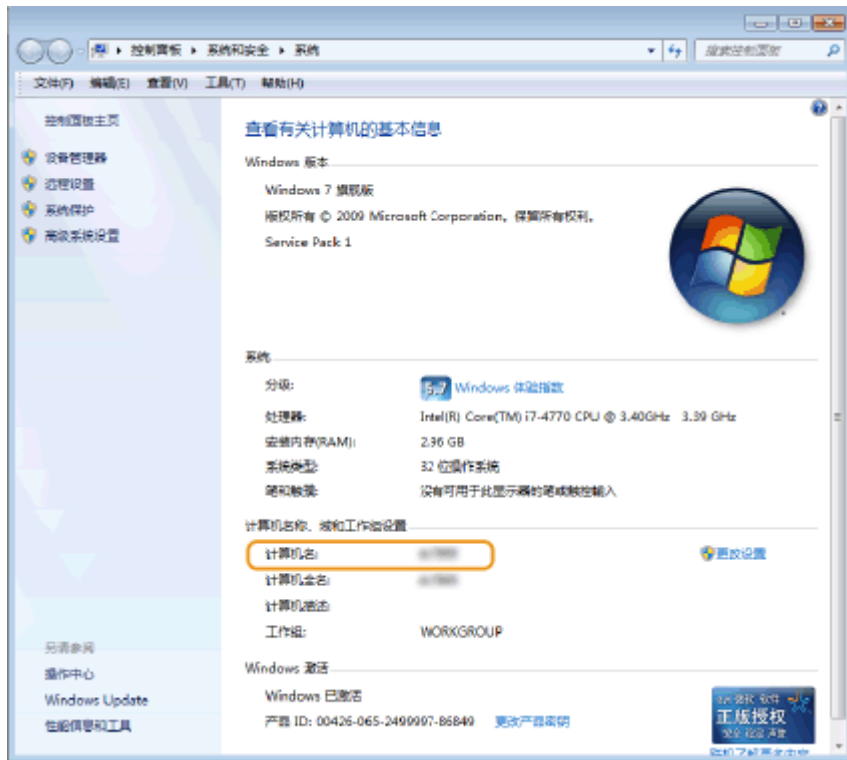 控制面板 ▸ 系统和安全 ▸ 系统
搜索控制面板
文件(F) 编辑(E) 查看(V) 工具(T) 帮助(H)
控制面板主页
设备管理器
远程设置
系统保护
高级系统设置
另请参阅
操作中心
Windows Update
性能信息和工具
查看有关计算机的基本信息
Windows 版本
Windows 7 旗舰版
版权所有 © 2009 Microsoft Corporation。保留所有权利。
Service Pack 1
系统
分级: 5.7 Windows 体验指数
处理器: Intel(R) Core(TM) i7-4770 CPU @ 3.40GHz 3.39 GHz
安装内存(RAM): 2.96 GB
系统类型: 32 位操作系统
笔和触摸: 没有可用于此显示器的笔或触控输入
计算机名称、域和工作组设置
计算机名: 更改设置
计算机全名:
计算机描述:
工作组: WORKGROUP
Windows 激活
Windows 已激活
产品 ID: 00426-065-2499997-86849 更改产品密钥
正版授权
联机了解更多内容